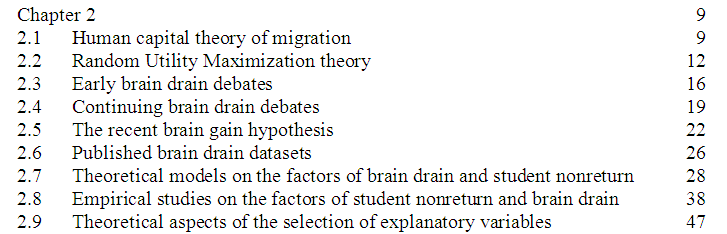 Chapter 2 9
2.1 Human capital theory of migration 9
2.2 Random Utility Maximization theory 12
2.3 Early brain drain debates 16
2.4 Continuing brain drain debates 19
2.5 The recent brain gain hypothesis 22
2.6 Published brain drain datasets 26
2.7 Theoretical models on the factors of brain drain and student nonreturn 28
2.8 Empirical studies on the factors of student nonreturn and brain drain 38
2.9 Theoretical aspects of the selection of explanatory variables 47